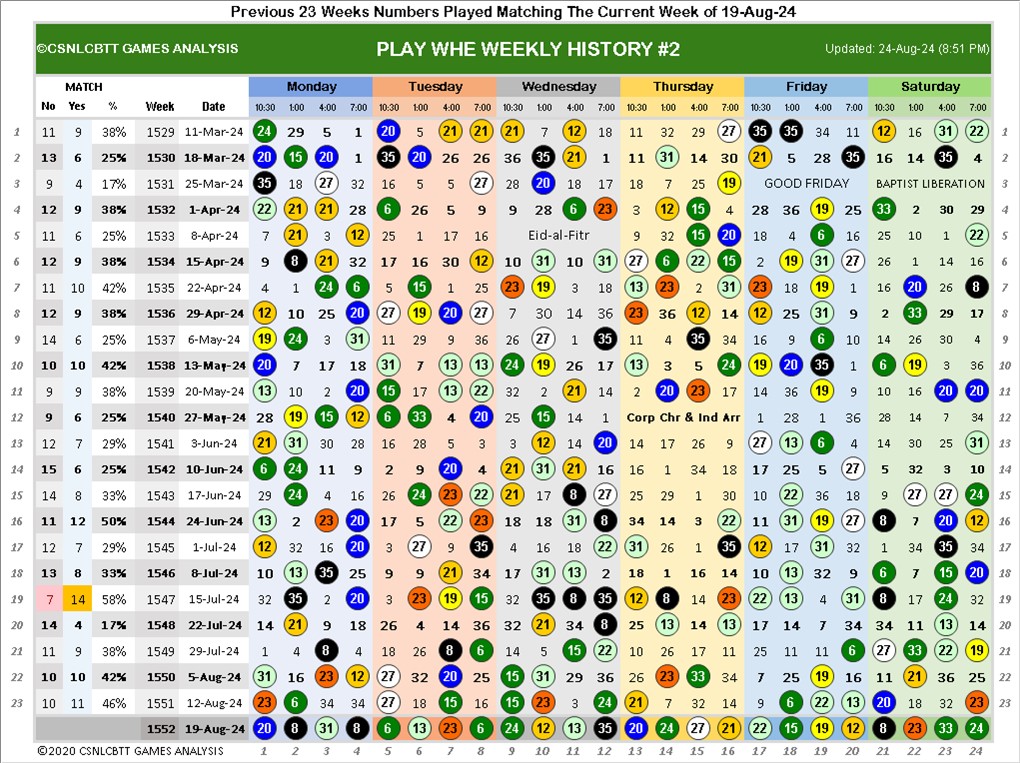 Previous 23 Weeks Numbers Played Matching The Current Week of 19-Aug-24
©CSNLCBTT GAMES ANALYSIS PLAY WHE WEEKLY HISTORY #2 Updated: 24-Aug-24 (8:51 PM)
MATCH Monday Tuesday Wednesday Thursday Friday Saturday
No Yes % Week Date 10:30 1:00 4:00 7:00 10:30 1:00 4:00 7:00 10:30 1:00 4:00 7:00 10:30 1:00 4:00 7:00 10:30 1:00 4:00 7:00 10:30 1:00 4:00 7:00
1 11 9 38% 1529 11-Mar-24 24 29 5 1 20 5 21 21 21 7 12 18 11 32 29 27 35 35 34 11 12 16 31 22 1
2 13 6 25% 1530 18-Mar-24 20 15 20 1 35 20 26 26 36 35 21 1 11 31 14 30 21 5 28 35 16 14 35 4 2
3 9 4 17% 1531 25-Mar-24 35 18 27 32 16 5 5 27 28 20 18 17 18 7 25 19 GOOD FRIDAY BAPTIST LIBERATION 3
4 12 9 38% 1532 1-Apr-24 22 21 21 28 6 26 5 9 9 28 6 23 3 12 15 4 28 36 19 25 33 2 30 29 4
5 11 6 25% 1533 8-Apr-24 7 21 3 12 25 1 17 16 Eid-al-Fitr 9 32 15 20 18 4 6 16 25 10 1 22 5
6 12 9 38% 1534 15-Apr-24 9 8 21 32 17 16 30 12 10 31 10 31 27 6 22 15 2 19 31 27 26 1 14 16 6
7 11 10 42% 1535 22-Apr-24 4 1 24 6 5 15 1 25 23 19 3 18 13 23 2 31 23 18 19 1 16 20 26 8 7
8 12 9 38% 1536 29-Apr-24 12 10 25 20 27 19 20 27 7 30 14 36 23 36 12 14 12 25 31 9 2 33 29 17 8
9 14 6 25% 1537 6-May-24 19 24 3 31 11 29 9 36 26 27 1 35 11 4 35 34 16 9 6 10 14 26 30 4 9
10 10 10 42% 1538 13-May-24 20 7 17 18 31 7 13 13 24 19 26 17 13 3 5 24 19 20 35 1 6 19 3 36 10
11 9 9 38% 1539 20-May-24 13 10 2 20 15 17 13 22 32 2 21 14 2 20 23 17 14 36 19 9 10 16 20 20 11
12 9 6 25% 1540 27-May-24 28 19 15 12 6 33 4 20 25 15 14 1 Corp Chr & Ind Arr 1 28 1 36 28 14 7 34 12
13 12 7 29% 1541 3-Jun-24 21 31 30 28 16 28 5 3 3 12 14 20 14 17 26 9 27 13 6 4 14 30 25 31 13
14 15 6 25% 1542 10-Jun-24 6 24 11 9 2 9 20 4 21 31 21 16 16 1 34 18 17 25 5 27 5 32 3 10 14
15 14 8 33% 1543 17-Jun-24 29 24 4 16 26 24 23 22 21 17 8 27 25 29 1 30 10 22 36 18 9 27 27 24 15
16 11 12 50% 1544 24-Jun-24 13 2 23 20 17 5 22 23 18 18 31 8 34 14 3 22 11 31 19 27 8 7 20 12 16
17 12 7 29% 1545 1-Jul-24 12 32 16 20 3 27 9 35 4 16 18 22 31 26 1 35 12 17 31 32 1 34 35 34 17
18 13 8 33% 1546 8-Jul-24 10 13 35 25 9 9 21 34 17 31 13 2 18 1 16 14 10 13 32 9 6 7 15 20 18
19 7 14 58% 1547 15-Jul-24 32 35 2 20 3 23 19 15 32 35 8 35 12 8 14 23 22 13 4 31 8 17 24 32 19
20 14 4 17% 1548 22-Jul-24 14 21 9 18 26 4 14 36 32 21 34 8 25 13 14 13 17 14 7 34 34 11 13 14 20
21 11 9 38% 1549 29-Jul-24 1 4 8 4 7 7 8 6 5 11 15 22 10 26 17 11 29 11 11 6 27 33 22 19 21
22 10 10 42% 1550 5-Aug-24 31 16 23 12 27 32 20 25 15 31 29 36 26 23 33 34 7 25 19 16 11 21 36 25 22
23 10 11 46% 1551 12-Aug-24 23 6 34 34 27 18 15 16 15 23 3 24 21 7 32 14 9 6 22 13 20 18 32 23 23
1552 19-Aug-24 20 8 31 8 6 13 23 6 24 12 13 35 20 24 27 21 22 15 19 12 8 23 33 24
©2020 CSNLCBTT GAMES ANALYSIS 1 2 3 4 5 6 7 8 9 10 11 12 13 14 15 16 17 18 19 20 21 22 23 24